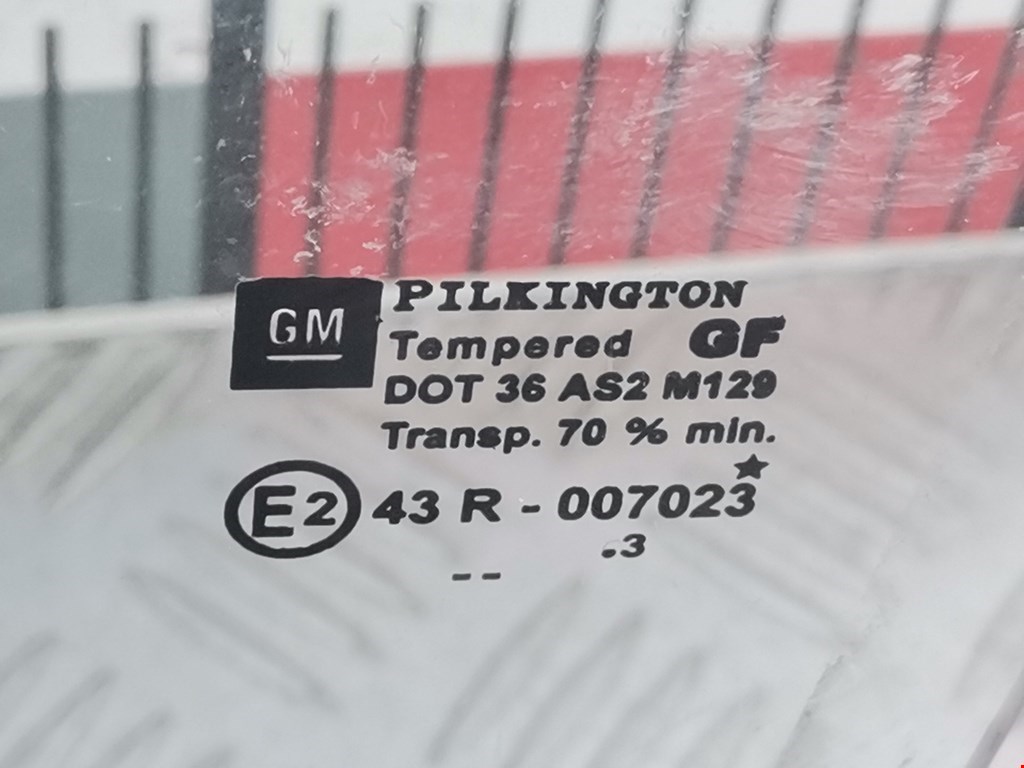 GM
PILKINGTON
Tempered GF
DOT 36 AS2 M129
Transp. 70 % min.
E2 43 R - 007023
.3
--